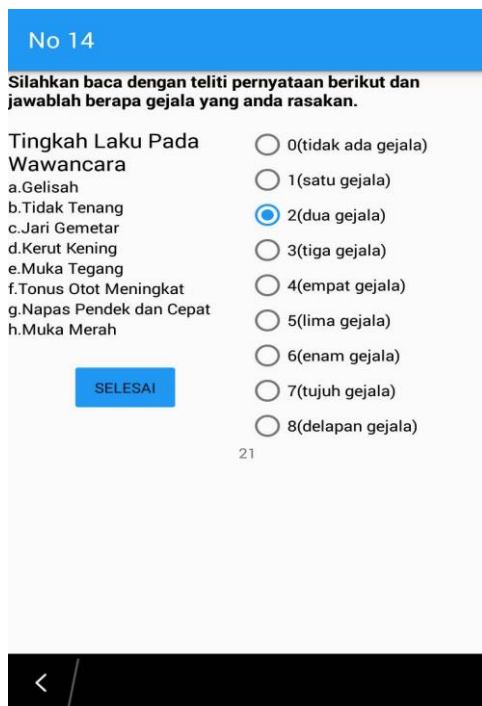 No 14
Silahkan baca dengan teliti pernyataan berikut dan
jawablah berapa gejala yang anda rasakan.
Tingkah Laku Pada
Wawancara
a.Gelisah
b.Tidak Tenang
c.Jari Gemetar
d.Kerut Kening
e.Muka Tegang
f.Tonus Otot Meningkat
g.Napas Pendek dan Cepat
h.Muka Merah
SELESAI
0(tidak ada gejala)
1(satu gejala)
2(dua gejala)
3(tiga gejala)
4(empat gejala)
5(lima gejala)
6(enam gejala)
7(tujuh gejala)
8(delapan gejala)
21